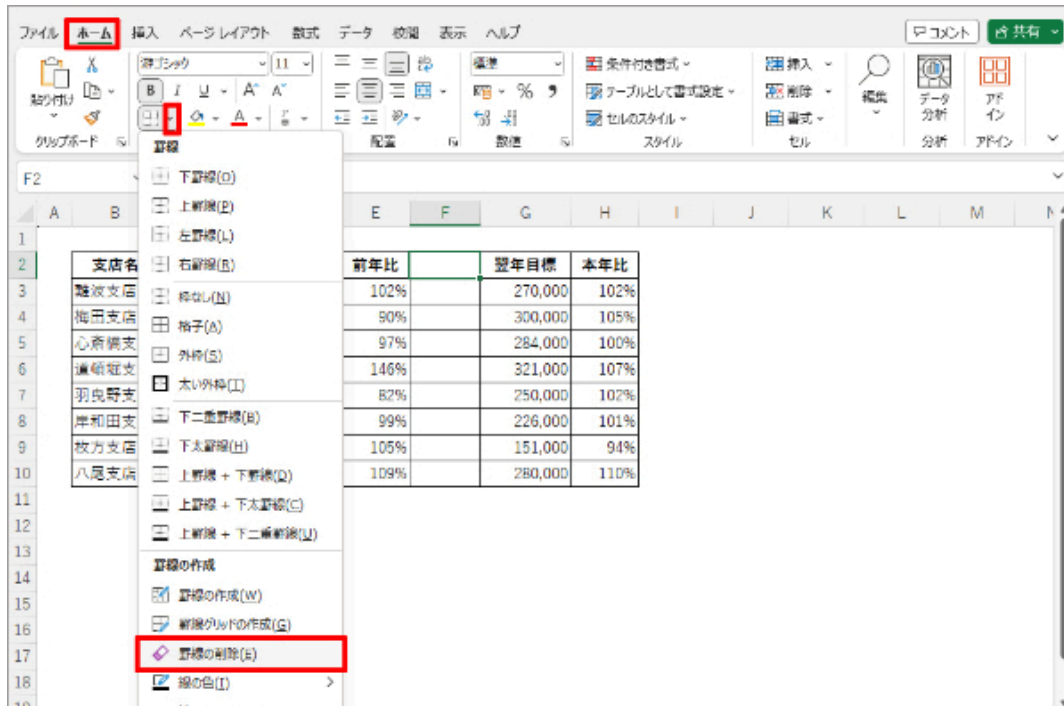 ファイル ホーム 挿入 ページ レイアウト 数式 データ 校閲 表示 ヘルプ コメント 共有
游ゴシック 11 標準 条件付き書式 挿入
貼り付け B I U A A % 9 テーブルとして書式設定 削除 編集 データ分析 アドイン
A セルのスタイル 書式
クリップボード 配置 数値 スタイル セル 分析 アドイン
F2
罫線
下罫線(O)
上罫線(P)
左罫線(L)
右罫線(R)
枠なし(N)
格子(A)
外枠(S)
太い外枠(T)
下二重罫線(B)
下太罫線(H)
上罫線 + 下罫線(D)
上罫線 + 下太罫線(C)
上罫線 + 下二重罫線(U)
罫線の作成
罫線の作成(W)
罫線グリッドの作成(G)
罫線の削除(E)
線の色(I)
A B E F G H I J K L M N
1
2 支店名 前年比 翌年目標 本年比
3 難波支店 102% 270,000 102%
4 梅田支店 90% 300,000 105%
5 心斎橋支 97% 284,000 100%
6 道頓堀支 146% 321,000 107%
7 羽曳野支 82% 250,000 102%
8 岸和田支 99% 226,000 101%
9 枚方支店 105% 151,000 94%
10 八尾支店 109% 280,000 110%
11
12
13
14
15
16
17
18